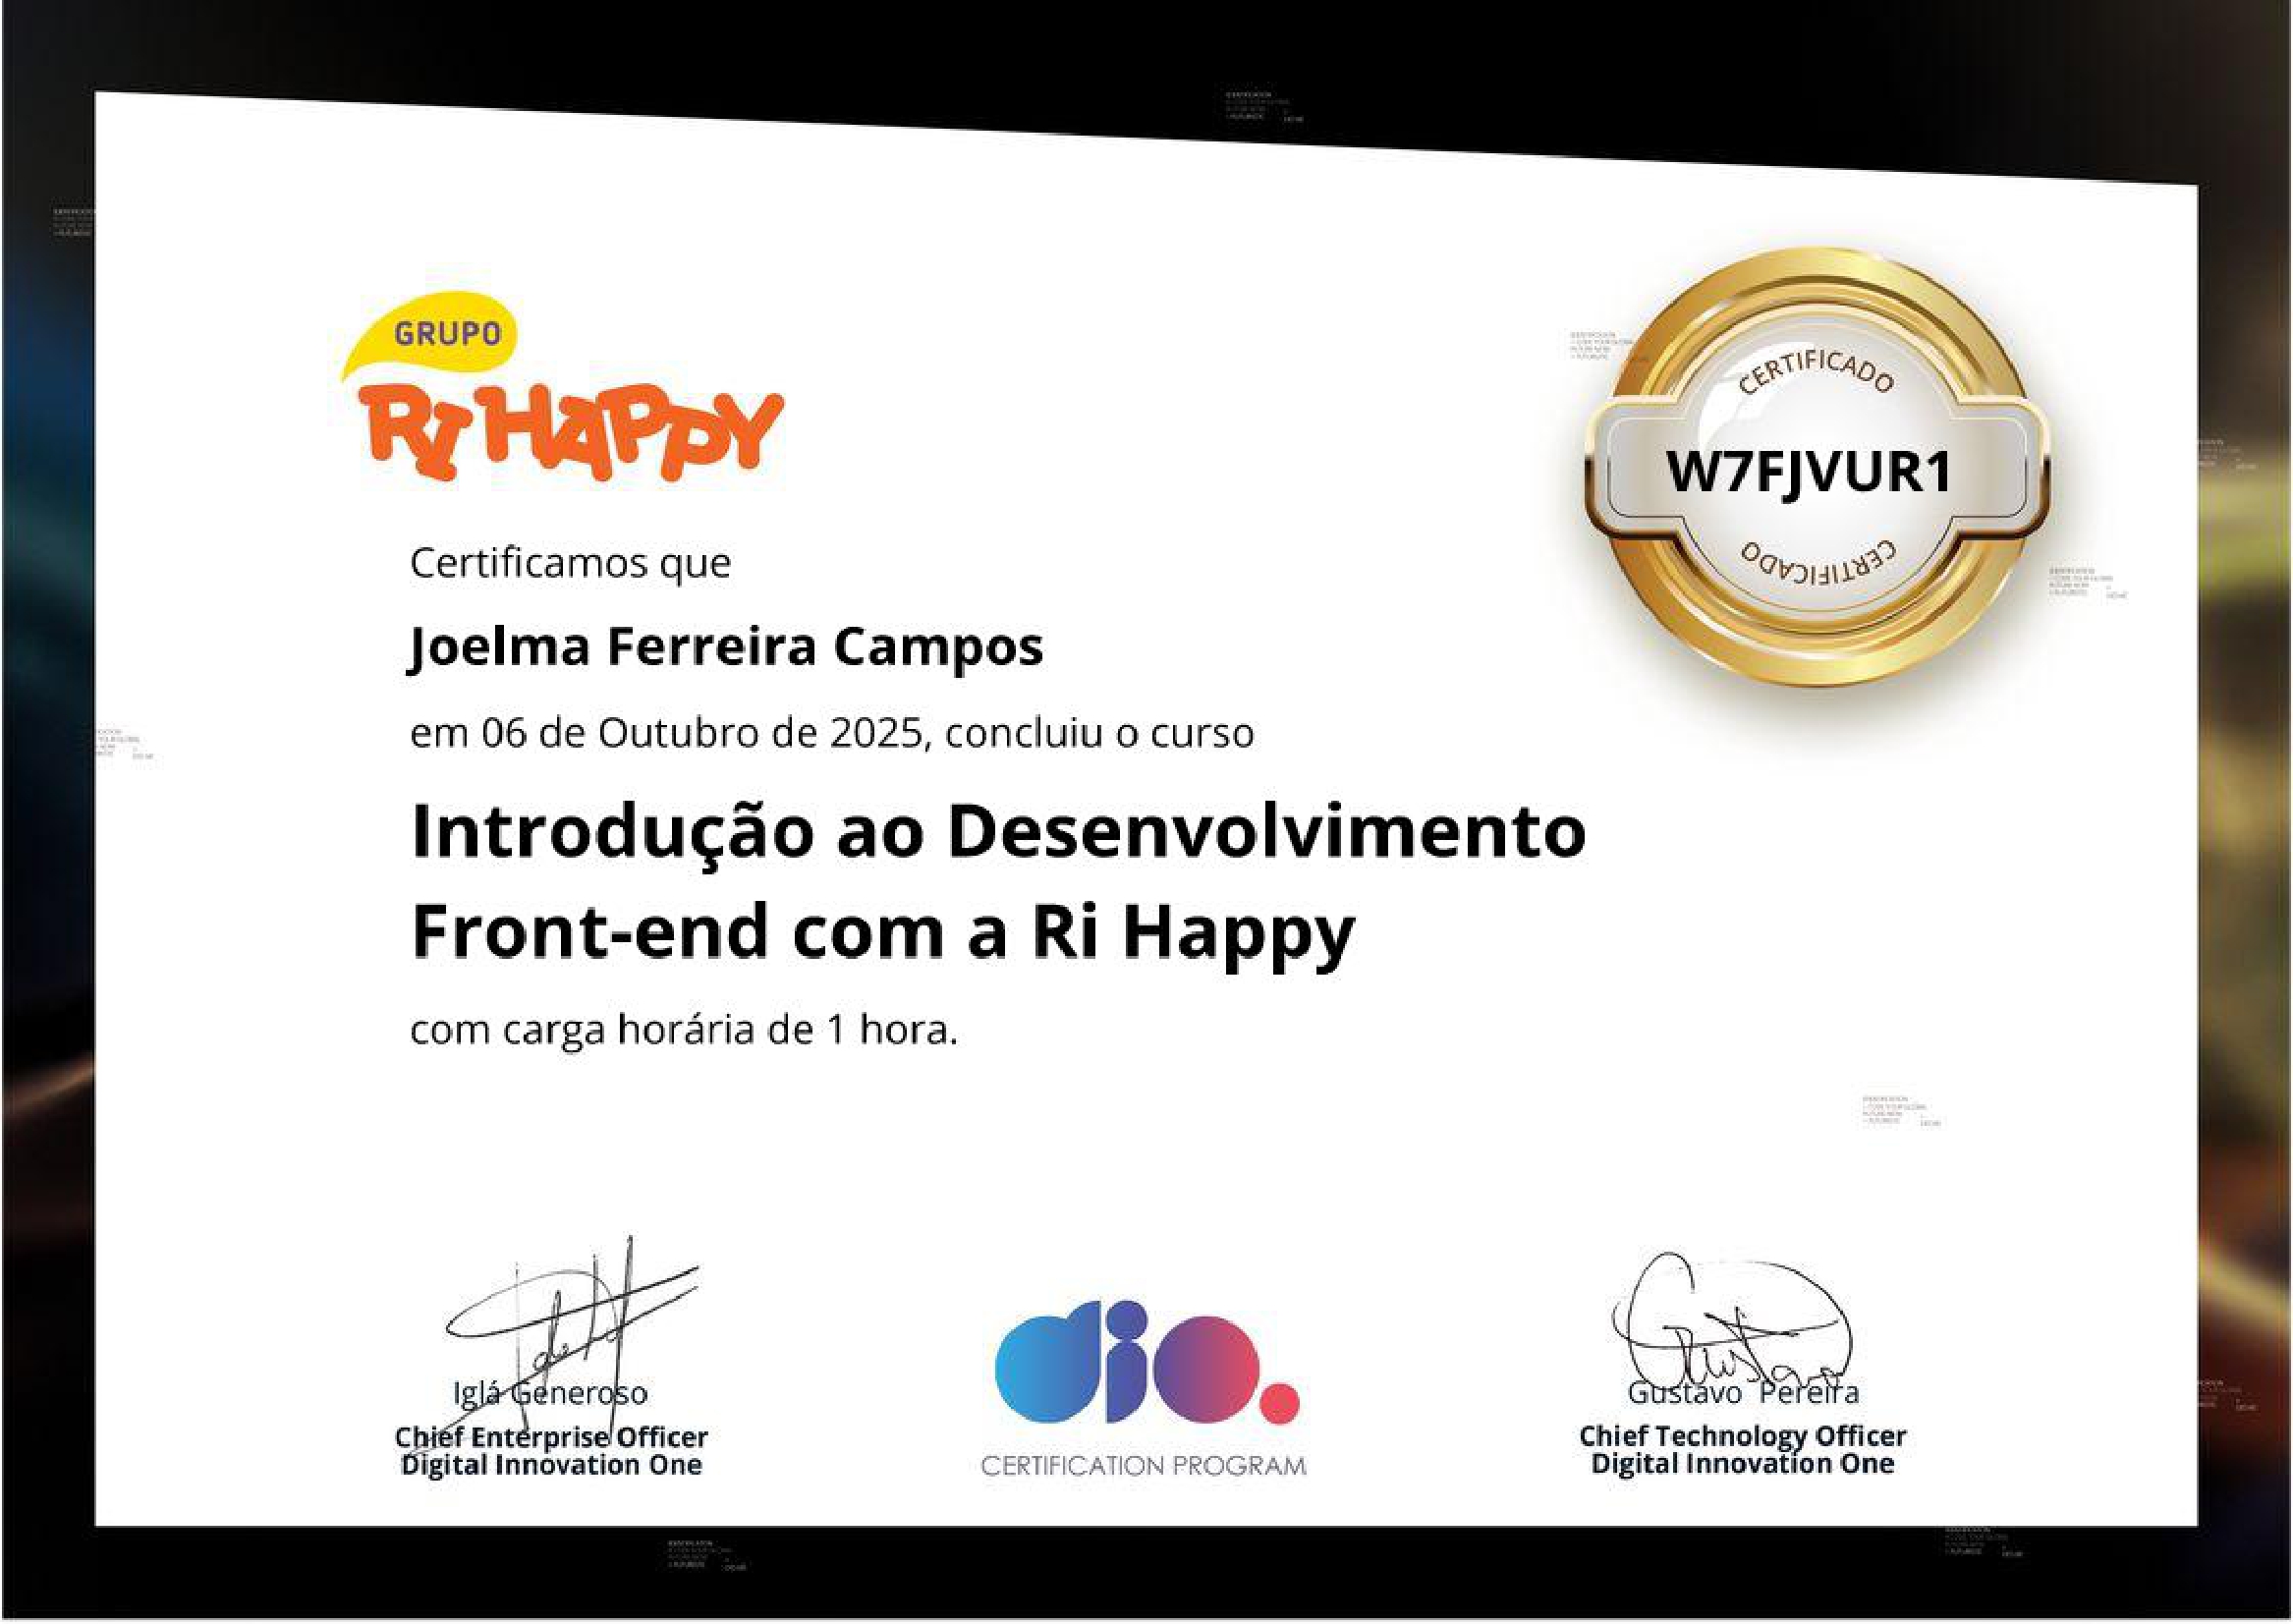 GRUPO
RI HAPPY
CERTIFICADO
W7FJVUR1
CERTIFICADO
Certificamos que
Joelma Ferreira Campos
em 06 de Outubro de 2025, concluiu o curso
Introdução ao Desenvolvimento
Front-end com a Ri Happy
com carga horária de 1 hora.
Iglá Generoso
Chief Enterprise Officer
Digital Innovation One
dio.
CERTIFICATION PROGRAM
Gustavo Pereira
Chief Technology Officer
Digital Innovation One